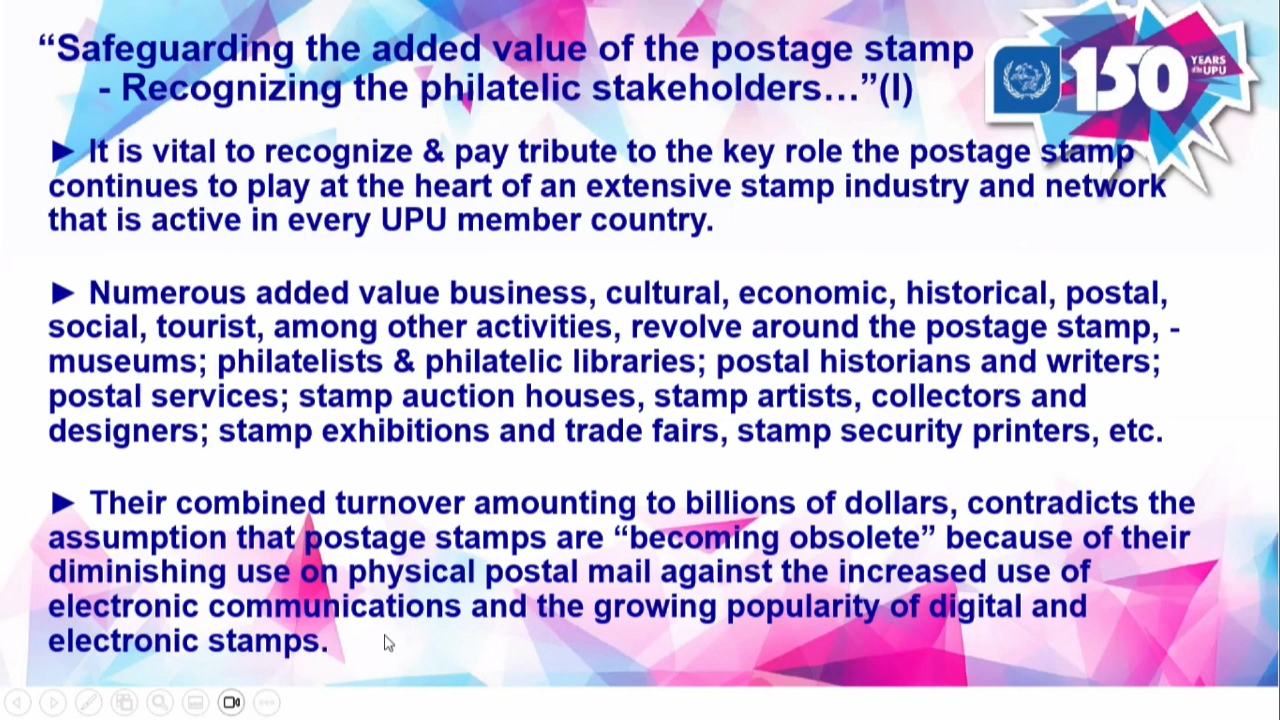 “Safeguarding the added value of the postage stamp
- Recognizing the philatelic stakeholders…”(I)
150
YEARS
of the UPU
► It is vital to recognize & pay tribute to the key role the postage stamp
continues to play at the heart of an extensive stamp industry and network
that is active in every UPU member country.
► Numerous added value business, cultural, economic, historical, postal,
social, tourist, among other activities, revolve around the postage stamp, -
museums; philatelists & philatelic libraries; postal historians and writers;
postal services; stamp auction houses, stamp artists, collectors and
designers; stamp exhibitions and trade fairs, stamp security printers, etc.
► Their combined turnover amounting to billions of dollars, contradicts the
assumption that postage stamps are “becoming obsolete” because of their
diminishing use on physical postal mail against the increased use of
electronic communications and the growing popularity of digital and
electronic stamps.